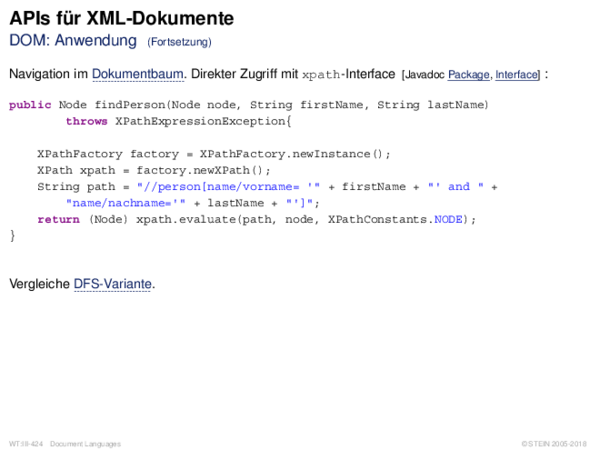 APIs für XML-Dokumente
DOM: Anwendung (Fortsetzung)
Navigation im Dokumentbaum. Direkter Zugriff mit xpath-Interface [Javadoc Package, Interface] :
public Node findPerson(Node node, String firstName, String lastName)
throws XPathExpressionException{
XPathFactory factory = XPathFactory.newInstance();
XPath xpath = factory.newXPath();
String path = "//person[name/vorname= '" + firstName + "' and " +
"name/nachname='" + lastName + "']";
return (Node) xpath.evaluate(path, node, XPathConstants.NODE);
}
Vergleiche DFS-Variante.
WT:III-424 Document Languages © STEIN 2005-2018